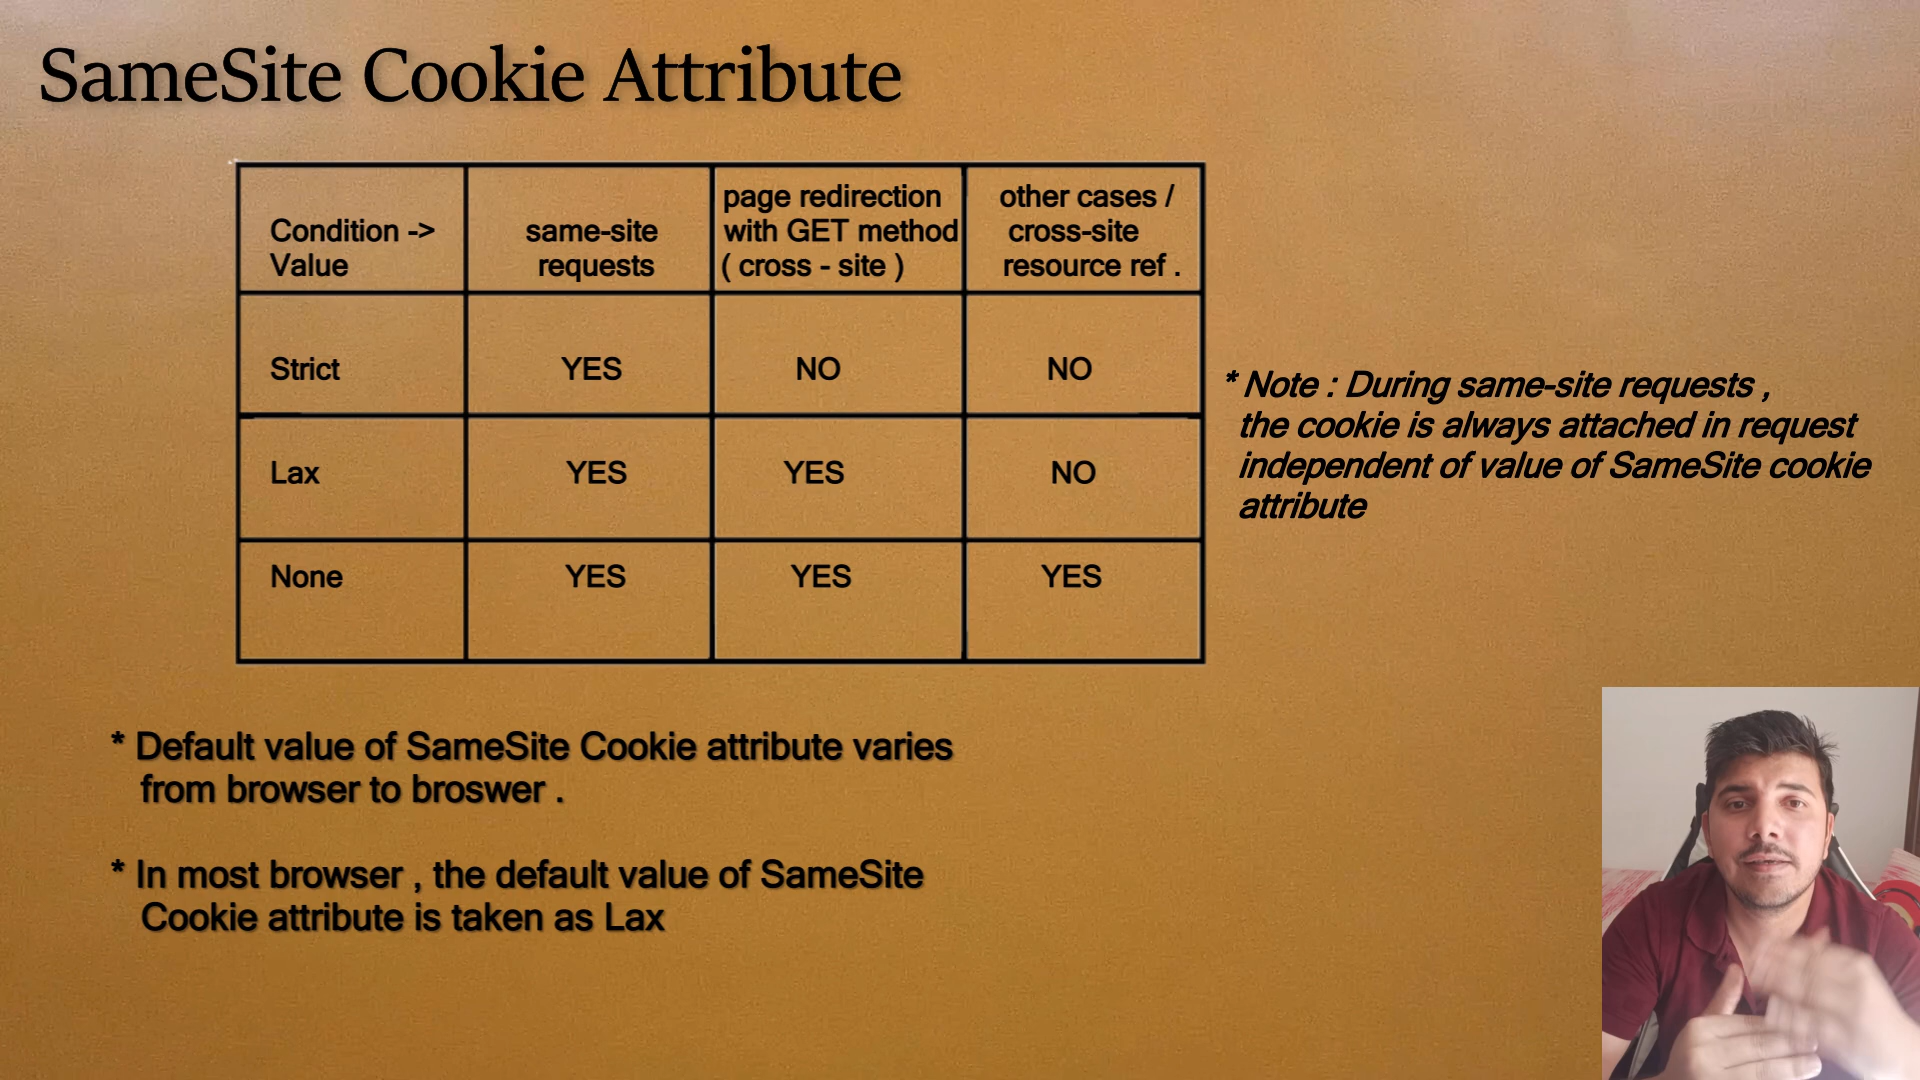 SameSite Cookie Attribute
Condition ->
Value
same-site
requests
page redirection
with GET method
( cross - site )
other cases /
cross-site
resource ref .
Strict
YES
NO
NO
Lax
YES
YES
NO
None
YES
YES
YES
* Note : During same-site requests ,
the cookie is always attached in request
independent of value of SameSite cookie
attribute
* Default value of SameSite Cookie attribute varies
from browser to broswer .
* In most browser , the default value of SameSite
Cookie attribute is taken as Lax